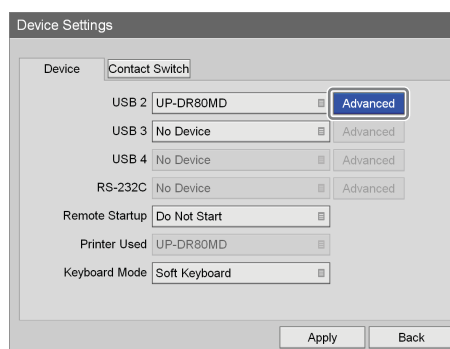 Device Settings
Device Contact Switch
USB 2 UP-DR80MD Advanced
USB 3 No Device Advanced
USB 4 No Device Advanced
RS-232C No Device Advanced
Remote Startup Do Not Start
Printer Used UP-DR80MD
Keyboard Mode Soft Keyboard
Apply Back